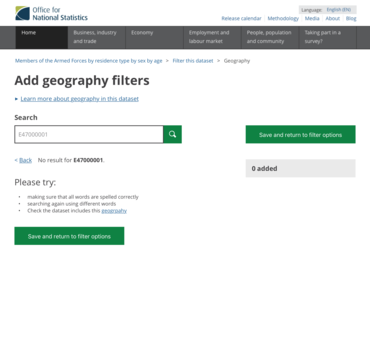 Office for
National Statistics
Language: English (EN)
Release calendar Methodology Media About Blog
Home
Business, industry
and trade
Economy
Employment and
labour market
People, population
and community
Taking part in a
survey?
Members of the Armed Forces by residence type by sex by age > Filter this dataset > Geography
Add geography filters
▸ Learn more about geography in this dataset
Search
E47000001
Save and return to filter options
< Back No result for E47000001.
0 added
Please try:
• making sure that all words are spelled correctly
• searching again using different words
• Check the dataset includes this geogrpahy
Save and return to filter options